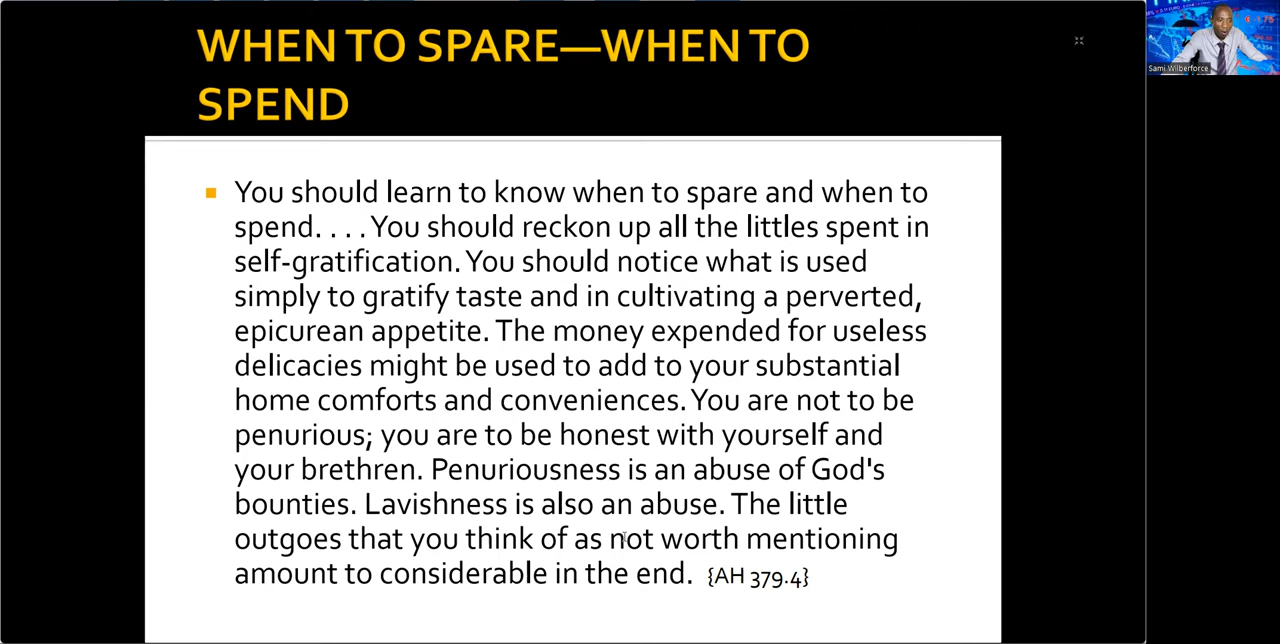 WHEN TO SPARE—WHEN TO
SPEND
You should learn to know when to spare and when to
spend. . . . You should reckon up all the littles spent in
self-gratification. You should notice what is used
simply to gratify taste and in cultivating a perverted,
epicurean appetite. The money expended for useless
delicacies might be used to add to your substantial
home comforts and conveniences. You are not to be
penurious; you are to be honest with yourself and
your brethren. Penuriousness is an abuse of God's
bounties. Lavishness is also an abuse. The little
outgoes that you think of as not worth mentioning
amount to considerable in the end. {AH 379.4}
Sami Wilberforce